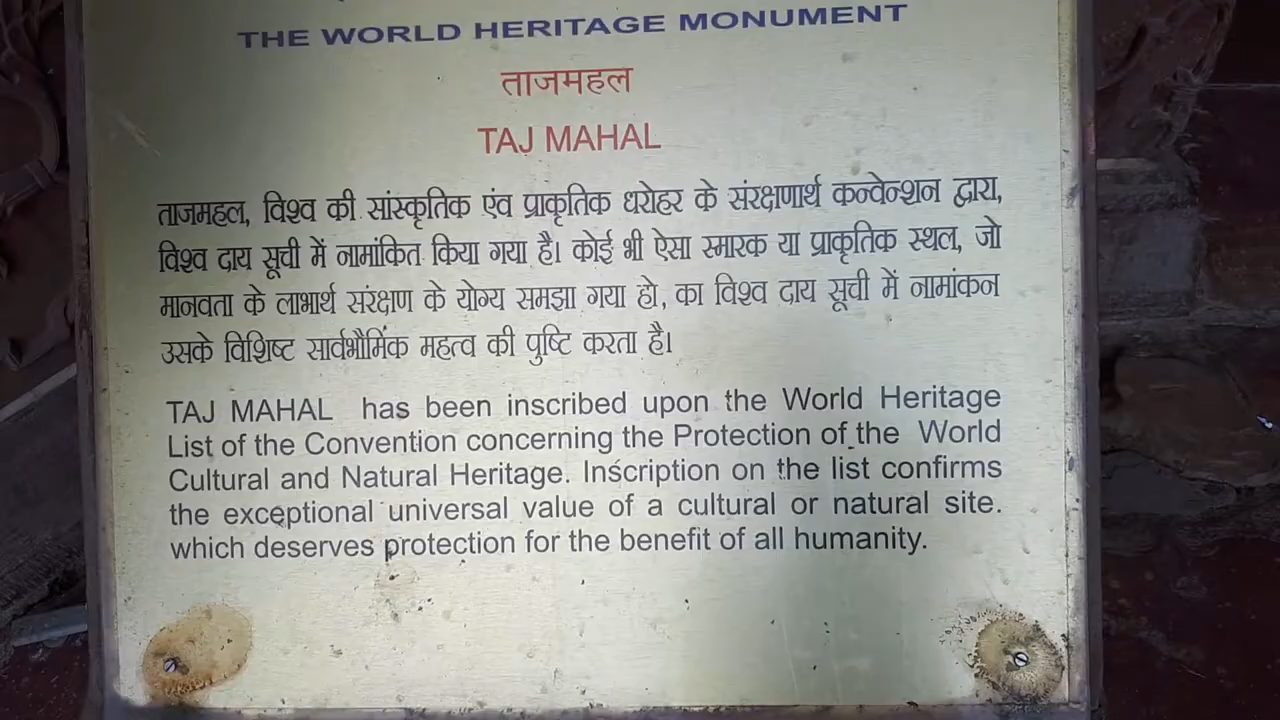 THE WORLD HERITAGE MONUMENT
ताजमहल
TAJ MAHAL
ताजमहल, विश्व की सांस्कृतिक एंव प्राकृतिक धरोहर के संरक्षणार्थ कन्वेन्शन द्वारा,
विश्व दाय सूची में नामांकित किया गया है। कोई भी ऐसा स्मारक या प्राकृतिक स्थल, जो
मानवता के लाभार्थ संरक्षण के योग्य समझा गया हो, का विश्व दाय सूची में नामांकन
उसके विशिष्ट सार्वभौमिंक महत्व की पुष्टि करता है।
TAJ MAHAL has been inscribed upon the World Heritage
List of the Convention concerning the Protection of the World
Cultural and Natural Heritage. Inscription on the list confirms
the exceptional universal value of a cultural or natural site.
which deserves protection for the benefit of all humanity.